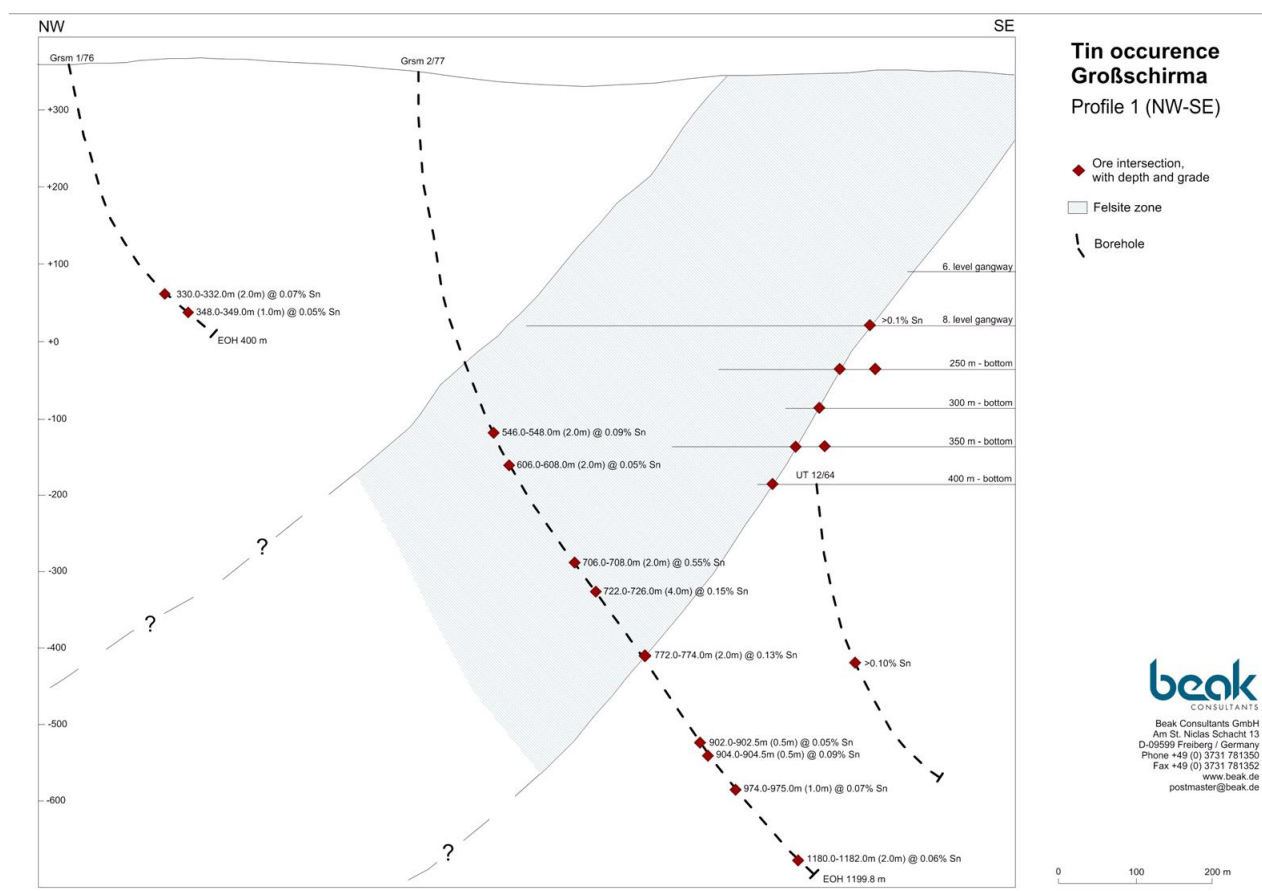 NW
SE
Grsm 1/76
Grsm 2/77
Tin occurence
Großschirma
Profile 1 (NW-SE)
Ore intersection,
with depth and grade
Felsite zone
Borehole
+300
+200
+100
+0
-100
-200
-300
-400
-500
-600
330.0-332.0m (2.0m) @ 0.07% Sn
348.0-349.0m (1.0m) @ 0.05% Sn
EOH 400 m
6. level gangway
>0.1% Sn
8. level gangway
250 m - bottom
300 m - bottom
350 m - bottom
400 m - bottom
UT 12/64
546.0-548.0m (2.0m) @ 0.09% Sn
606.0-608.0m (2.0m) @ 0.05% Sn
?
706.0-708.0m (2.0m) @ 0.55% Sn
722.0-726.0m (4.0m) @ 0.15% Sn
?
772.0-774.0m (2.0m) @ 0.13% Sn
>0.10% Sn
902.0-902.5m (0.5m) @ 0.05% Sn
904.0-904.5m (0.5m) @ 0.09% Sn
974.0-975.0m (1.0m) @ 0.07% Sn
?
1180.0-1182.0m (2.0m) @ 0.06% Sn
EOH 1199.8 m
beak
CONSULTANTS
Beak Consultants GmbH
Am St. Niclas Schacht 13
D-09599 Freiberg / Germany
Phone +49 (0) 3731 781350
Fax +49 (0) 3731 781352
www.beak.de
postmaster@beak.de
0 100 200 m